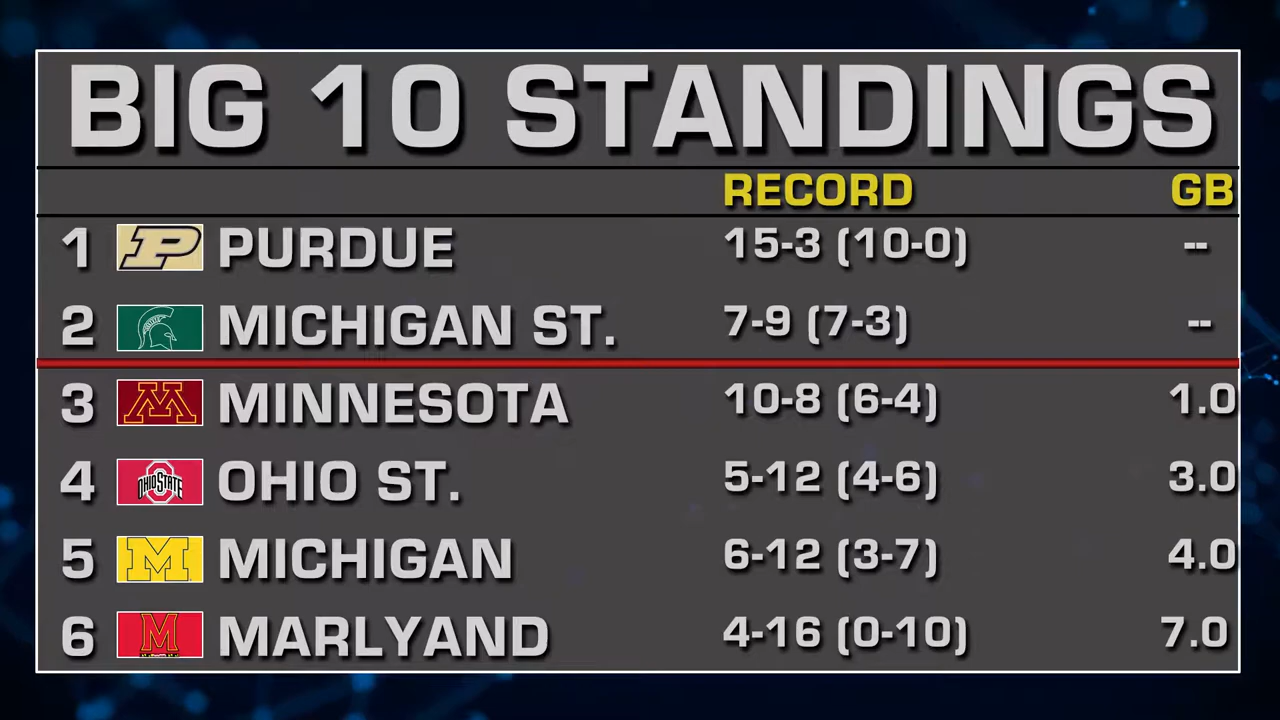 BIG 10 STANDINGS
RECORD GB
1 PURDUE 15-3 (10-0) --
2 MICHIGAN ST. 7-9 (7-3) --
3 MINNESOTA 10-8 (6-4) 1.0
4 OHIO STATE OHIO ST. 5-12 (4-6) 3.0
5 MICHIGAN 6-12 (3-7) 4.0
6 MARLYAND 4-16 (0-10) 7.0